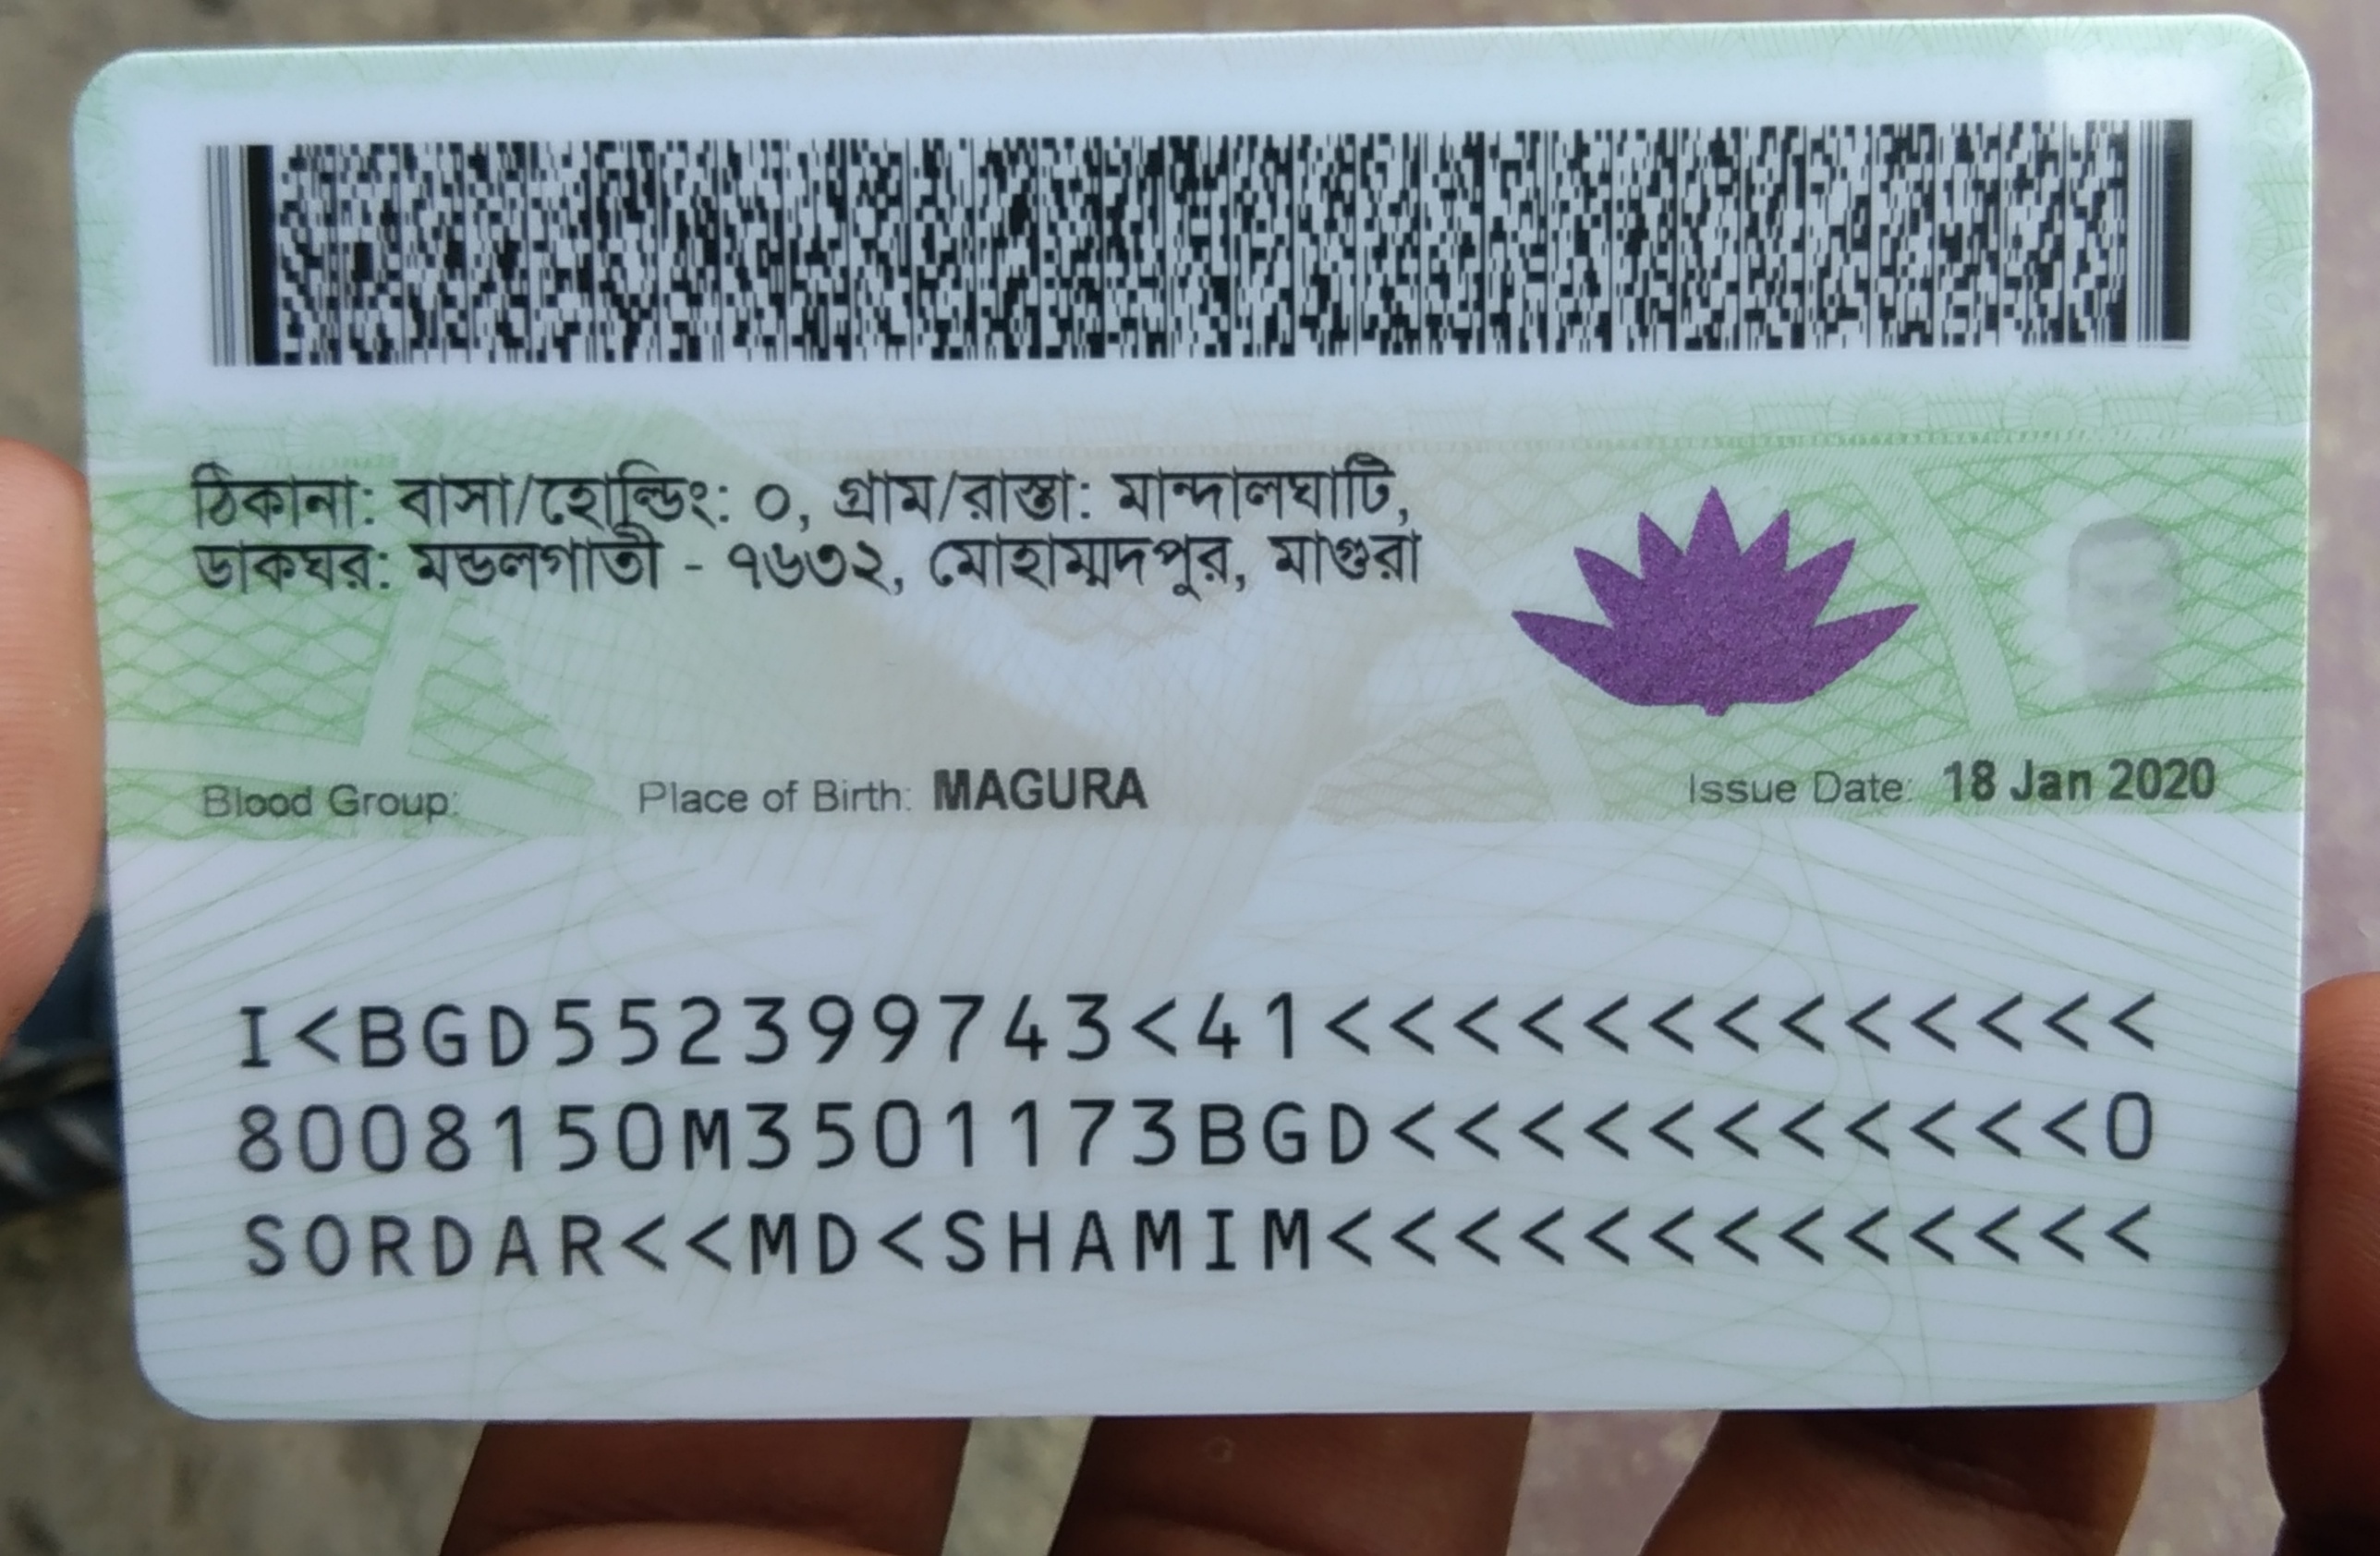 ঠিকানা: বাসা/হোল্ডিং: ০, গ্রাম/রাস্তা: মান্দালঘাটি,
ডাকঘর: মন্ডলগাতী - ৭৬৩২, মোহাম্মদপুর, মাগুরা
Blood Group: Place of Birth: MAGURA Issue Date: 18 Jan 2020
I<BGD552399743<41<<<<<<<<<<<<<
8008150M3501173BGD<<<<<<<<<<<0
SORDAR<<MD<SHAMIM<<<<<<<<<<<<<